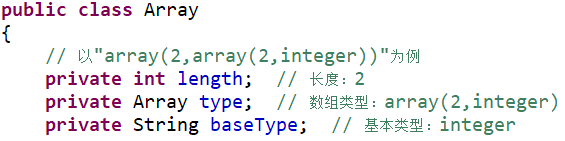 public class Array
{
// 以"array(2,array(2,integer))"为例
private int length; // 长度：2
private Array type; // 数组类型：array(2,integer)
private String baseType; // 基本类型：integer